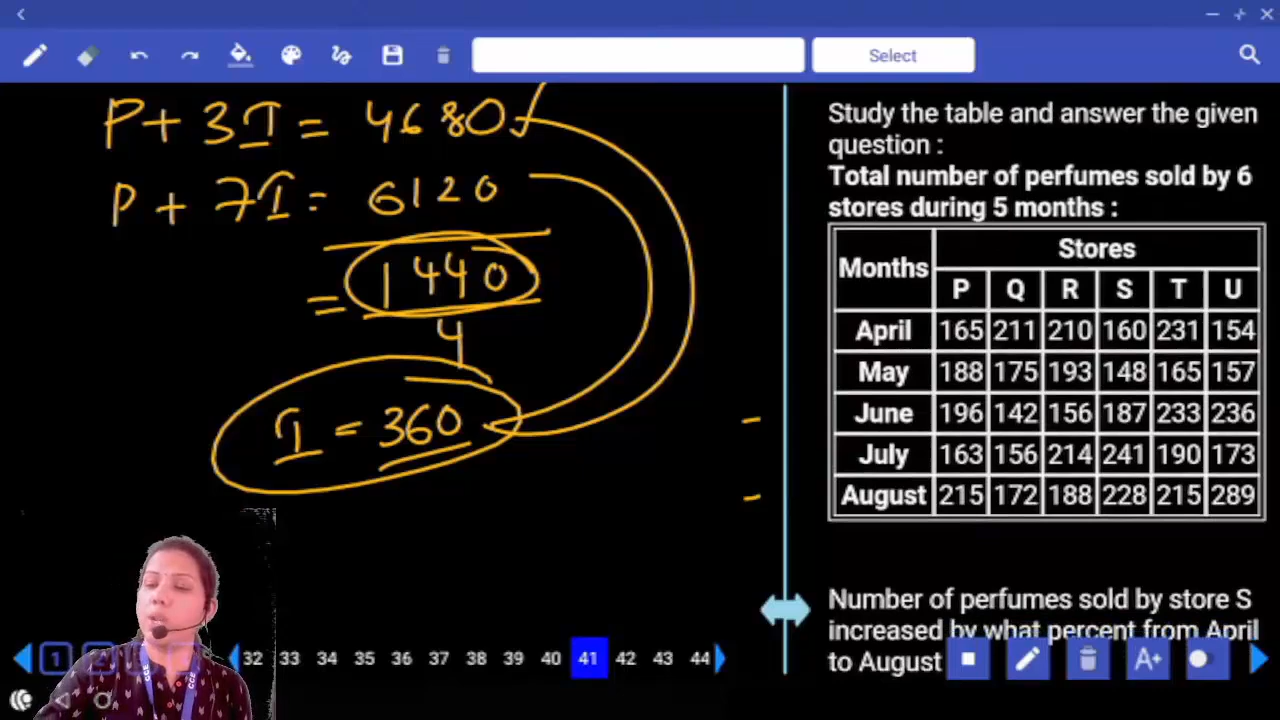 Select
P + 3I = 4680
P + 7I = 6120
= 1440
4
I = 360
Study the table and answer the given
question :
Total number of perfumes sold by 6
stores during 5 months :
Months Stores
P Q R S T U
April 165 211 210 160 231 154
May 188 175 193 148 165 157
June 196 142 156 187 233 236
July 163 156 214 241 190 173
August 215 172 188 228 215 289
Number of perfumes sold by store S
increased by what percent from April
to August
1 2 32 33 34 35 36 37 38 39 40 41 42 43 44
A+
CCE